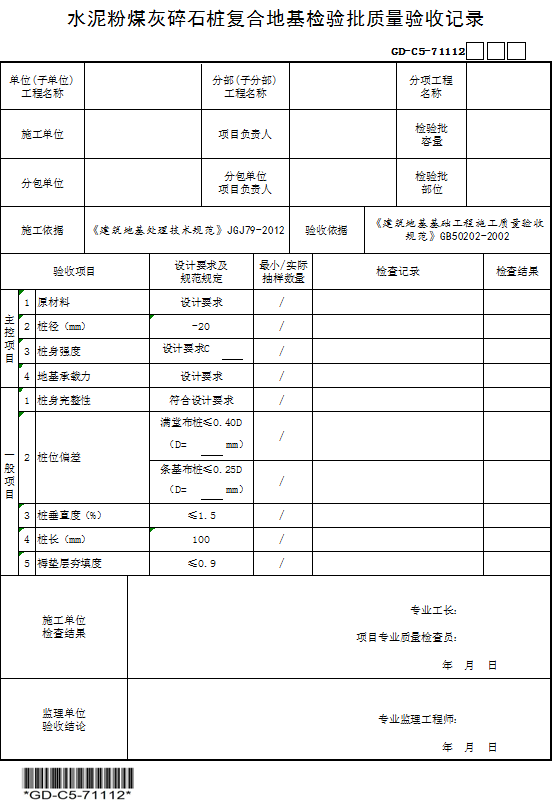 水泥粉煤灰碎石桩复合地基检验批质量验收记录
GD-C5-71112
单位(子单位)
工程名称
分部(子分部)
工程名称
分项工程
名称
施工单位
项目负责人
检验批
容量
分包单位
分包单位
项目负责人
检验批
部位
施工依据
《建筑地基处理技术规范》JGJ79-2012
验收依据
《建筑地基基础工程施工质量验收
规范》GB50202-2002
验收项目
设计要求及
规范规定
最小/实际
抽样数量
检查记录
检查结果
主控项目
1 原材料 设计要求 /
2 桩径（mm） -20 /
3 桩身强度 设计要求C /
4 地基承载力 设计要求 /
一般项目
1 桩身完整性 符合设计要求 /
2 桩位偏差
满堂布桩≤0.40D
（D= mm） /
条基布桩≤0.25D
（D= mm） /
3 桩垂直度（%） ≤1.5 /
4 桩长（mm） 100 /
5 褥垫层夯填度 ≤0.9 /
施工单位
检查结果
专业工长：
项目专业质量检查员：
年 月 日
监理单位
验收结论
专业监理工程师：
年 月 日
*GD-C5-71112*